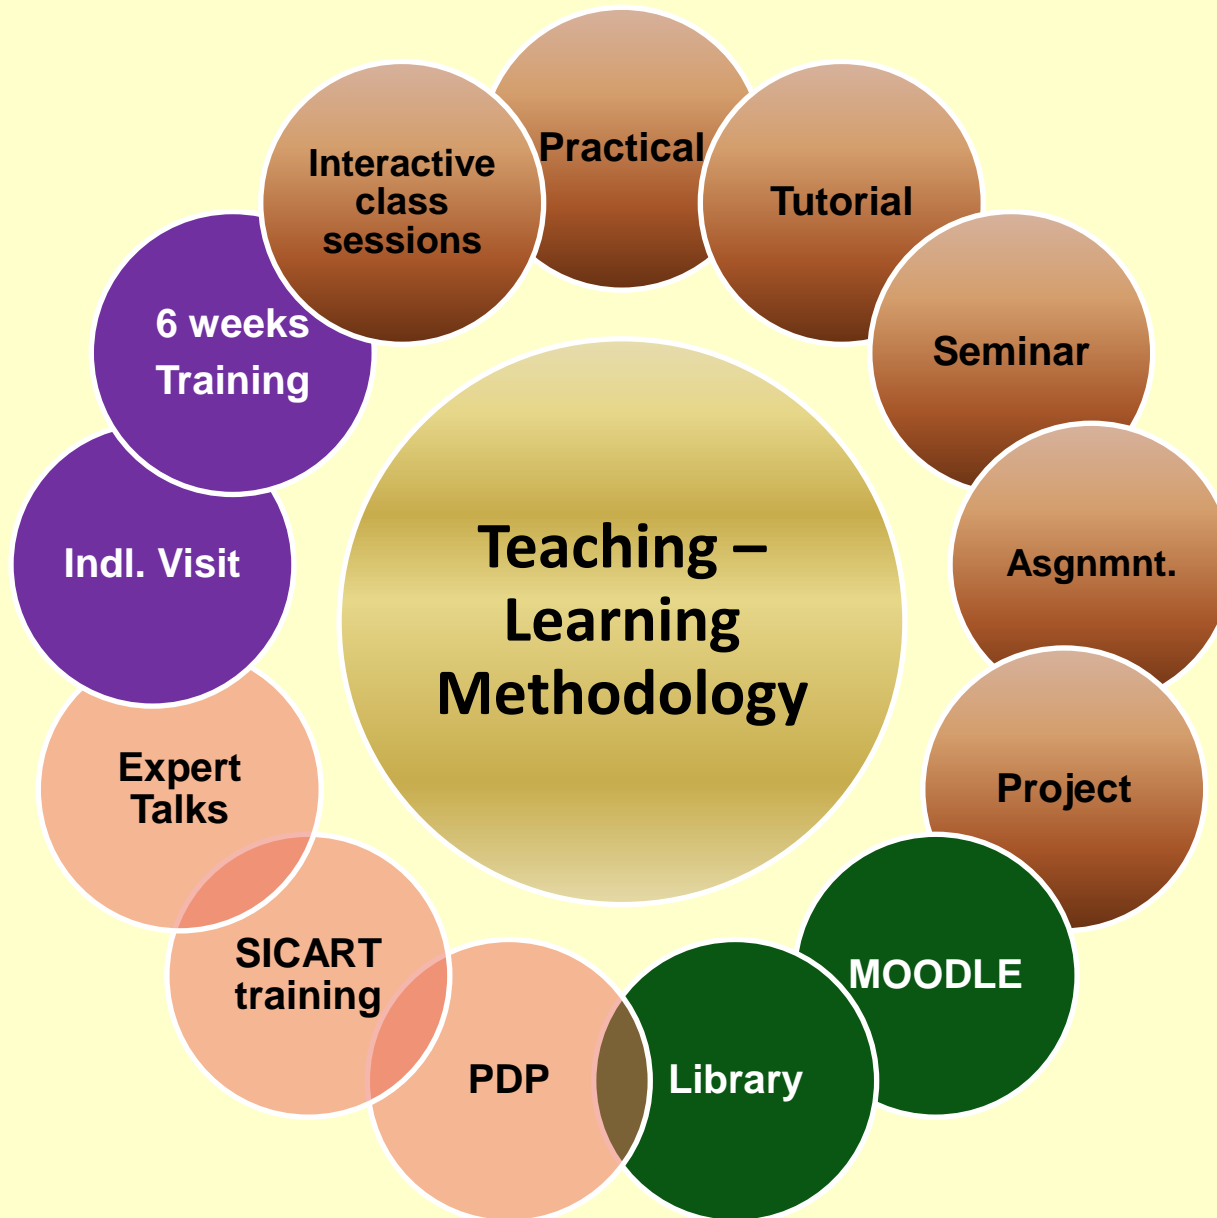 Practical
Interactive
class
sessions
Tutorial
6 weeks
Training
Seminar
Teaching –
Learning
Methodology
Indl. Visit
Asgnmnt.
Expert
Talks
Project
SICART
training
MOODLE
PDP
Library